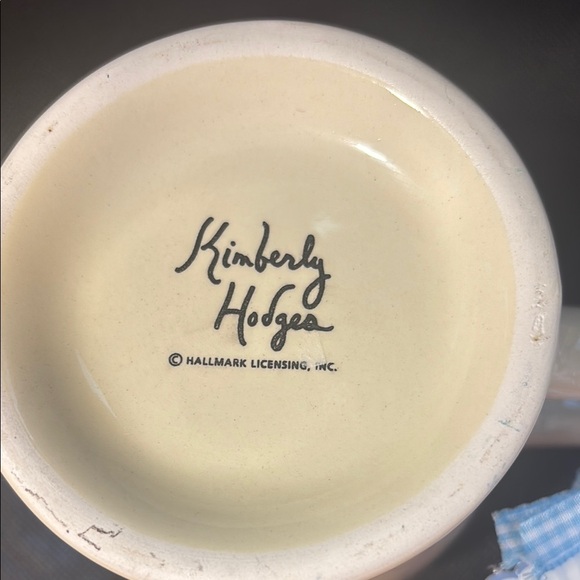 Kimberly
Hodges
© HALLMARK LICENSING, INC.